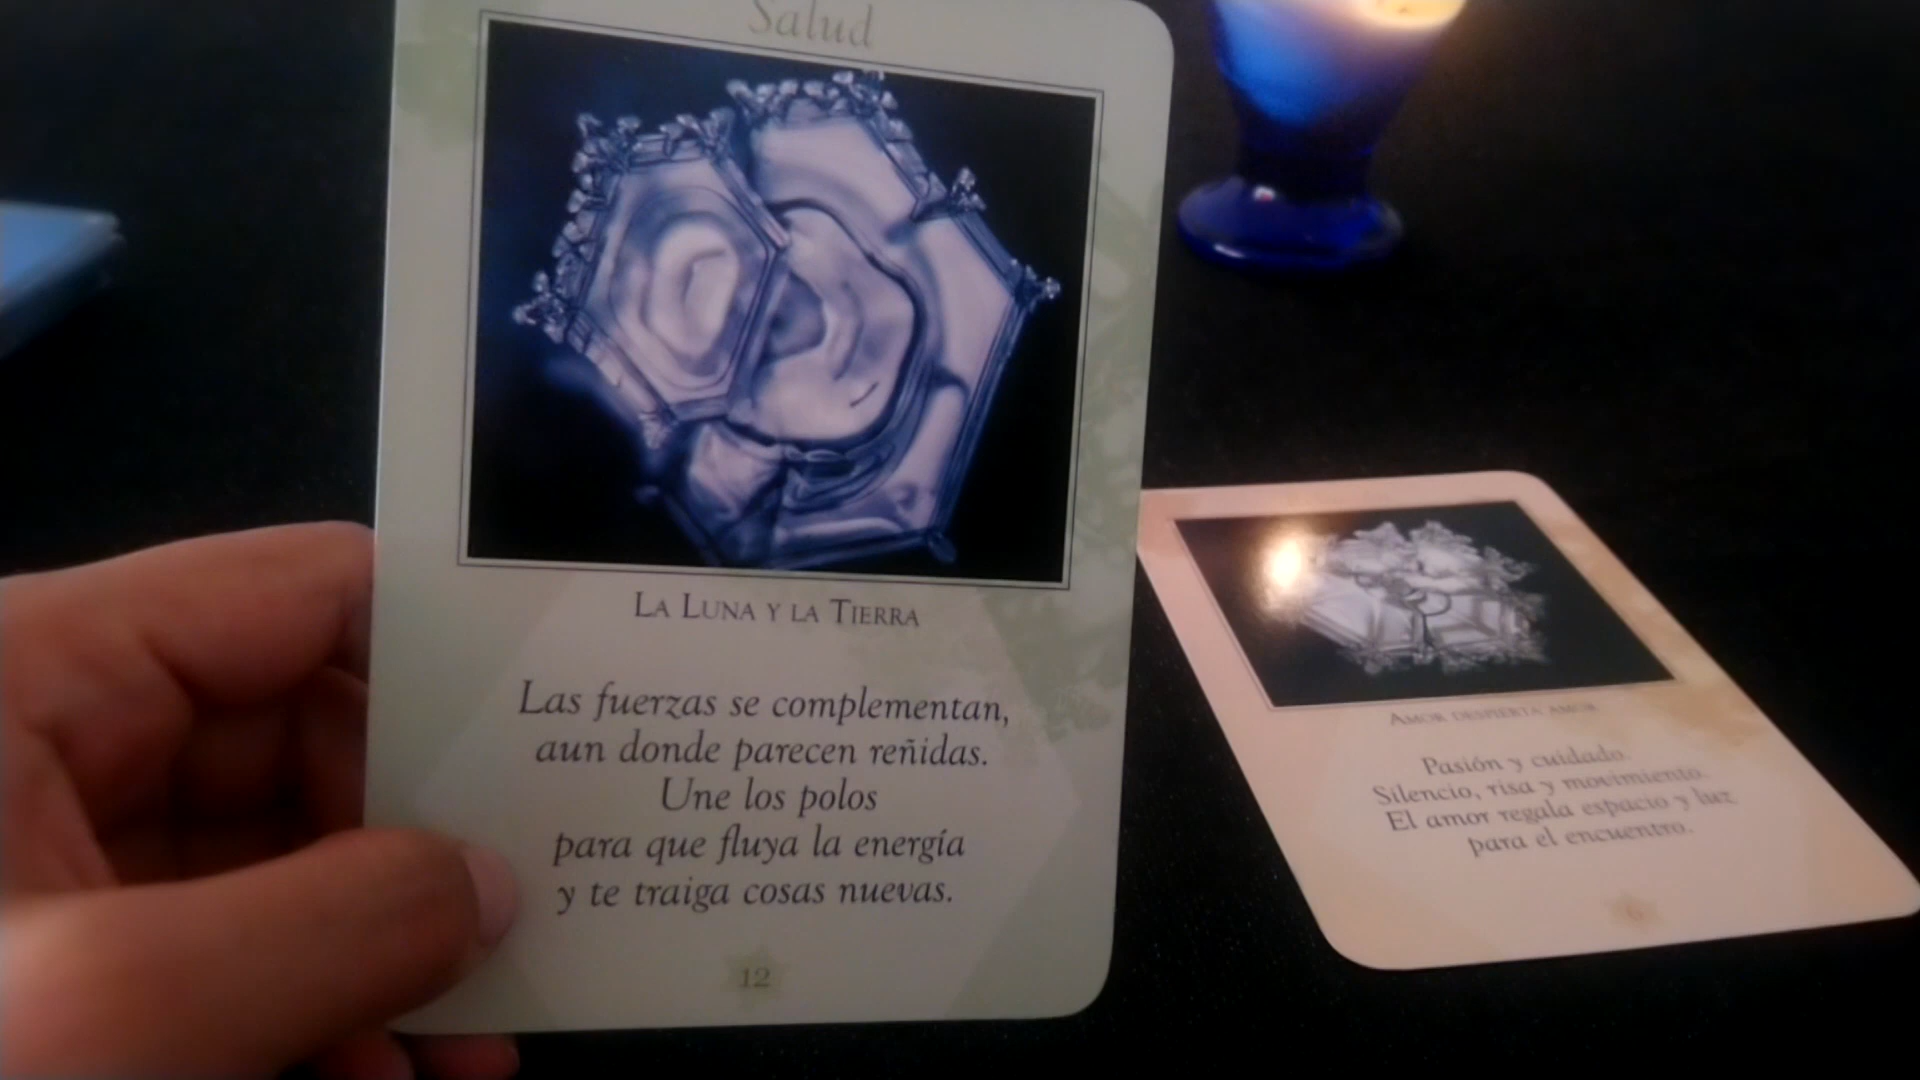 Salud
LA LUNA Y LA TIERRA
Las fuerzas se complementan,
aun donde parecen reñidas.
Une los polos
para que fluya la energía
y te traiga cosas nuevas.
12
AMOR DESPIERTA AMOR
Pasión y cuidado.
Silencio, risa y movimiento.
El amor regala espacio y luz
para el encuentro.
6